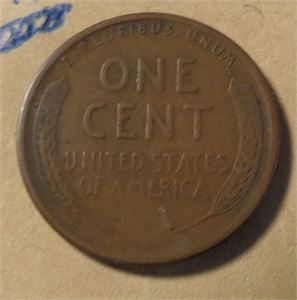 E·PLURIBUS·UNUM
ONE
CENT
UNITED STATES
OF AMERICA